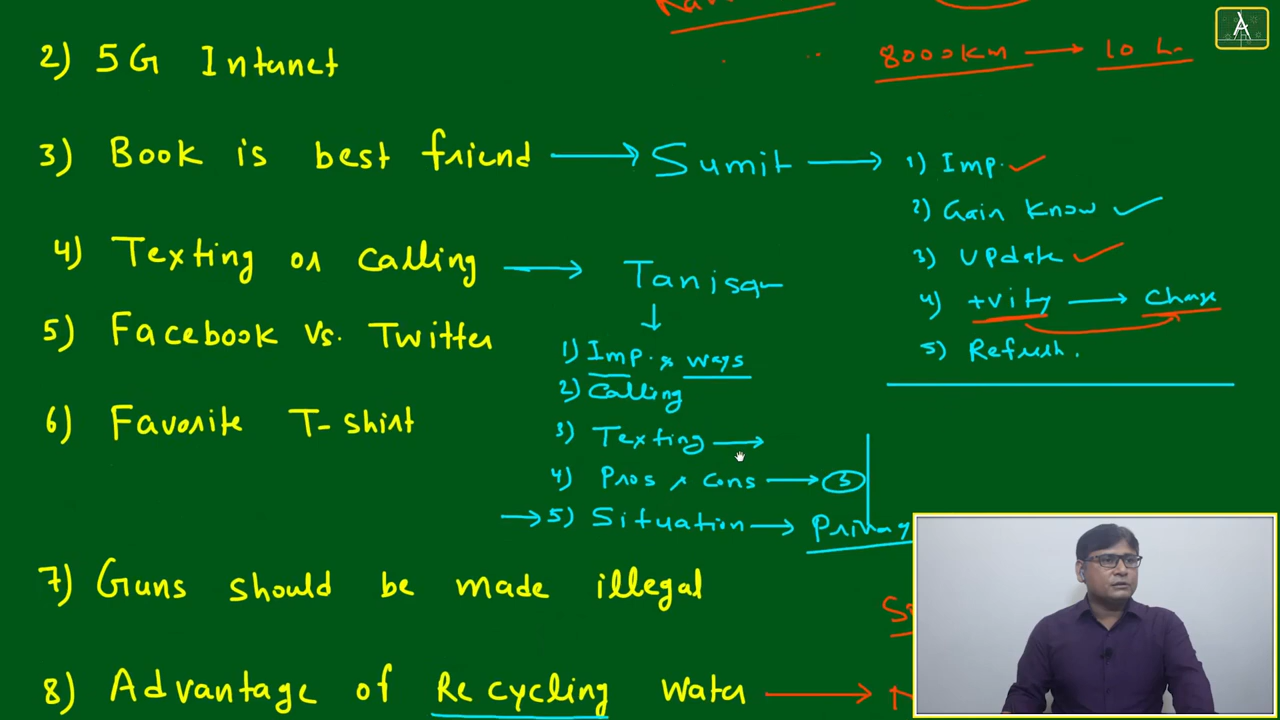 8000KM → 10 h
2) 5G Intunet
3) Book is best friend → Sumit → 1) Imp. ✓
2) Gain Know ✓
3) Update ✓
4) +vity → Change
5) Refresh.
4) Texting or Calling →
1) Imp. & ways
2) Calling
3) Texting →
4) Pros & Cons → 3
→ 5) Situation → Primary
5) Facebook Vs. Twitter
6) Favorite T-shirt
7) Guns should be made illegal
8) Advantage of Recycling Water →